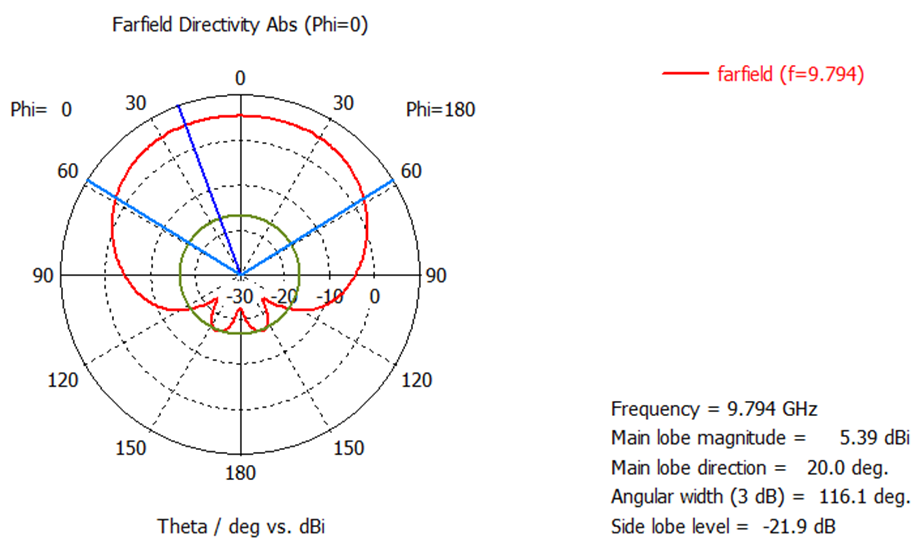 Farfield Directivity Abs (Phi=0)
farfield (f=9.794)
0
Phi= 0
30
30
Phi=180
60
60
90
-30
-20
-10
0
90
120
120
150
150
180
Theta / deg vs. dBi
Frequency = 9.794 GHz
Main lobe magnitude = 5.39 dBi
Main lobe direction = 20.0 deg.
Angular width (3 dB) = 116.1 deg.
Side lobe level = -21.9 dB